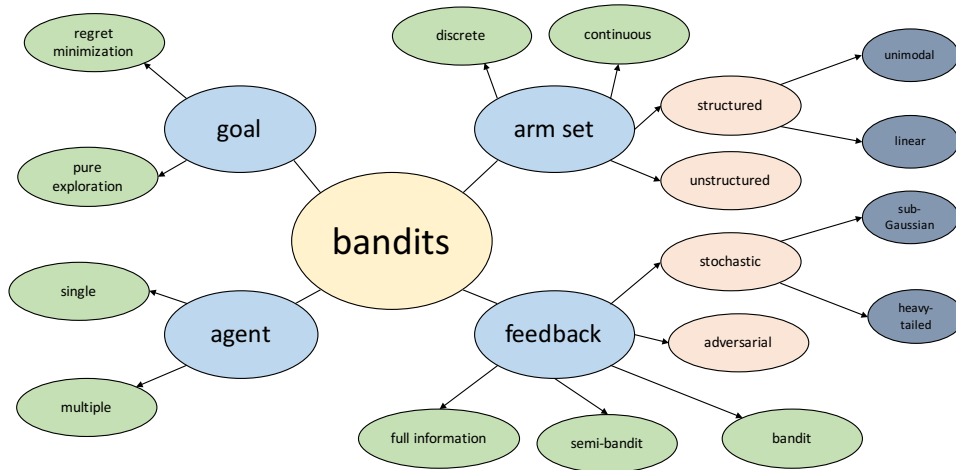 regret
minimization
discrete
continuous
unimodal
goal
arm set
structured
linear
pure
exploration
unstructured
bandits
sub-
Gaussian
stochastic
single
agent
feedback
heavy-
tailed
adversarial
multiple
full information
semi-bandit
bandit